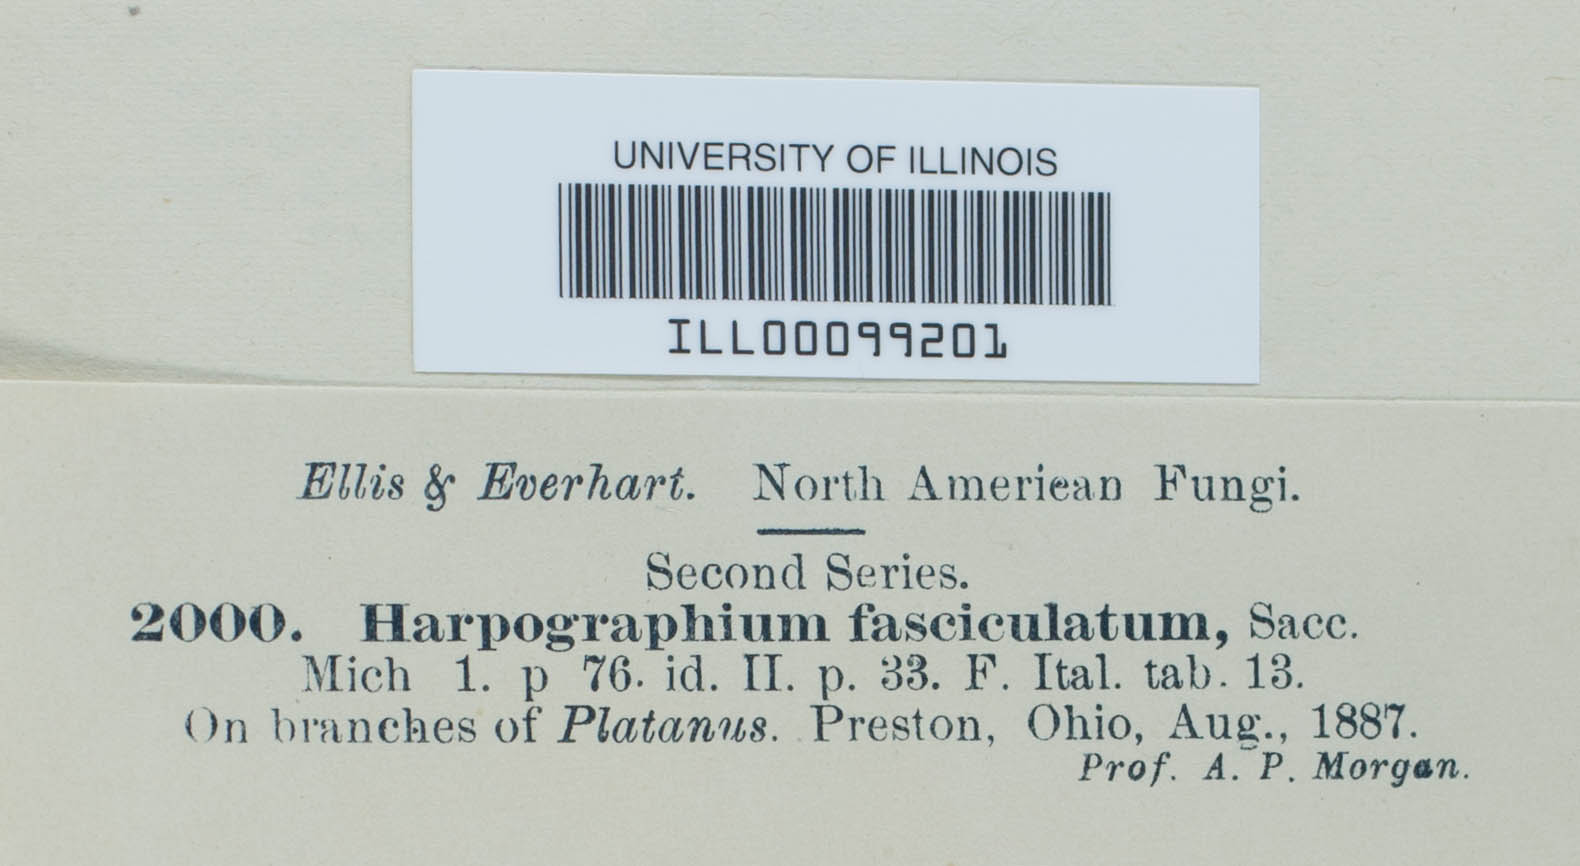 UNIVERSITY OF ILLINOIS
ILL00099201
Ellis & Everhart. North American Fungi.
Second Series.
2000. Harpographium fasciculatum, Sacc.
Mich 1. p 76. id. II. p. 33. F. Ital. tab. 13.
On branches of Platanus. Preston, Ohio, Aug., 1887.
Prof. A. P. Morgan.